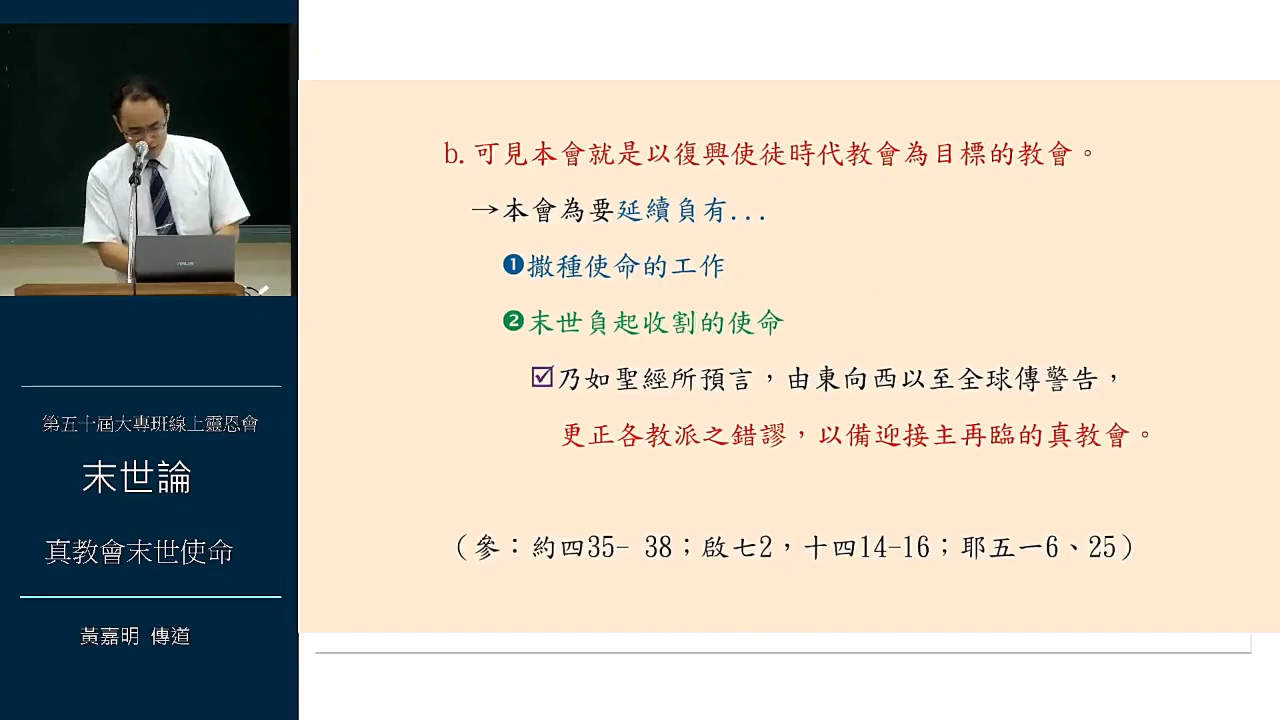 b.可見本會就是以復興使徒時代教會為目標的教會。
→本會為要延續負有...
❶撒種使命的工作
❷末世負起收割的使命
☑乃如聖經所預言，由東向西以至全球傳警告，
更正各教派之錯謬，以備迎接主再臨的真教會。
（參：約四35- 38；啟七2，十四14-16；耶五一6、25）
第五十屆大專班線上靈恩會
末世論
真教會末世使命
黃嘉明 傳道
ASUS